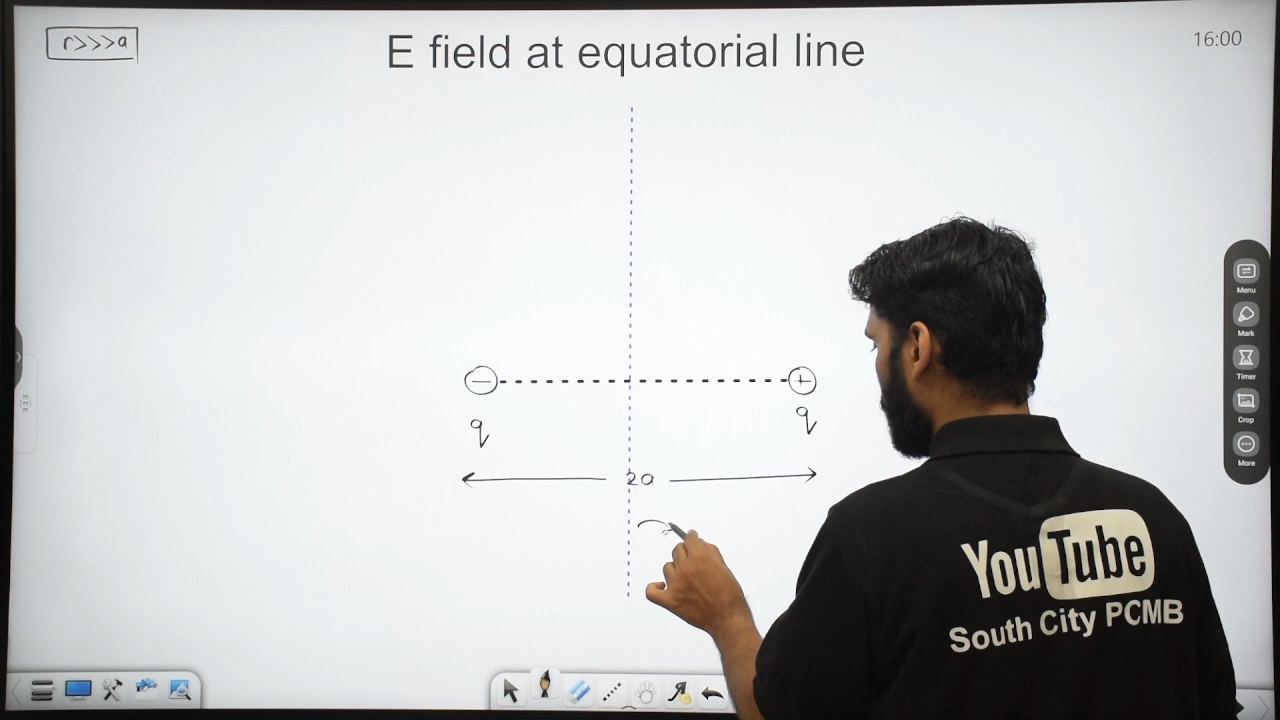 r>>>a
E field at equatorial line
16:00
−
+
q
q
2a
Menu
Mark
Timer
Crop
More
YouTube
South City PCMB